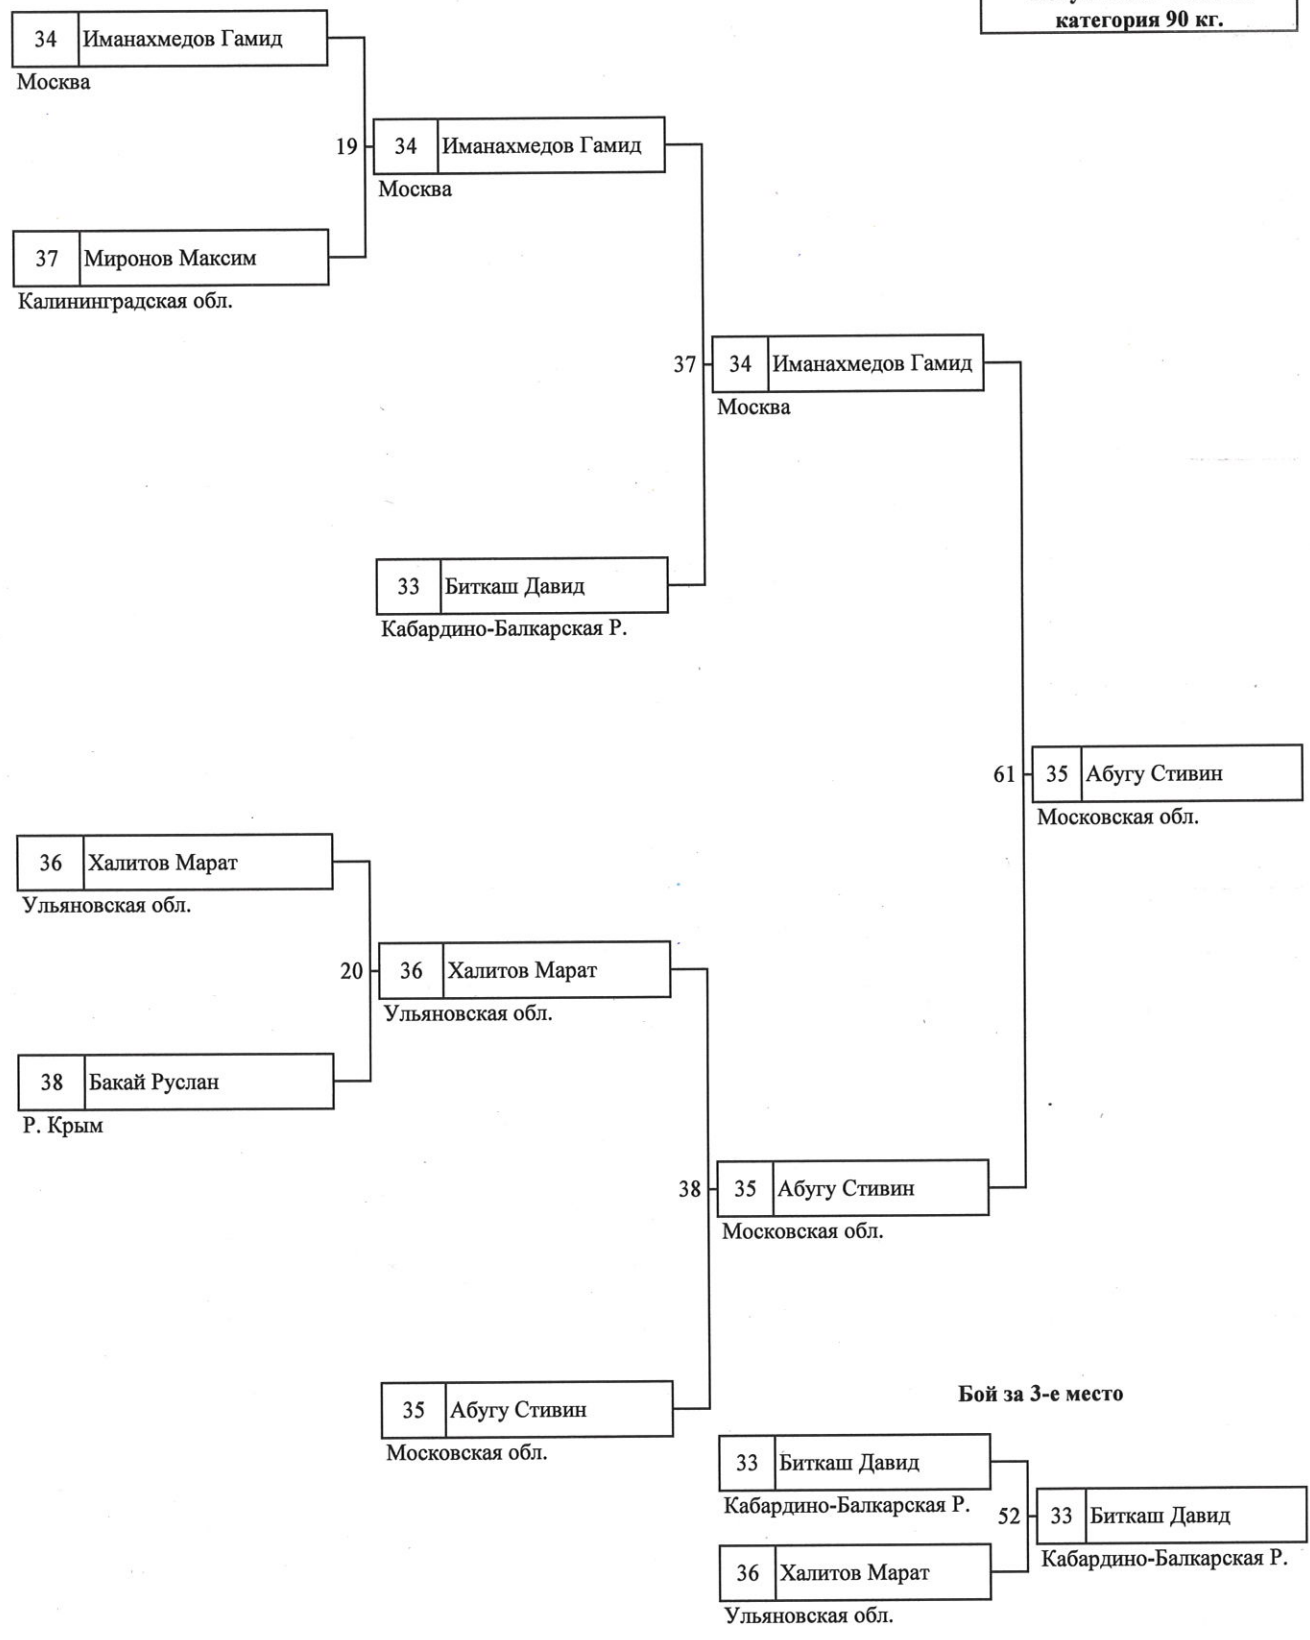 категория 90 кг.
34 Иманахмедов Гамид
Москва
19 34 Иманахмедов Гамид
Москва
37 Миронов Максим
Калининградская обл.
37 34 Иманахмедов Гамид
Москва
33 Биткаш Давид
Кабардино-Балкарская Р.
61 35 Абугу Стивин
Московская обл.
36 Халитов Марат
Ульяновская обл.
20 36 Халитов Марат
Ульяновская обл.
38 Бакай Руслан
Р. Крым
38 35 Абугу Стивин
Московская обл.
35 Абугу Стивин
Московская обл.
Бой за 3-е место
33 Биткаш Давид
Кабардино-Балкарская Р.
52 33 Биткаш Давид
Кабардино-Балкарская Р.
36 Халитов Марат
Ульяновская обл.